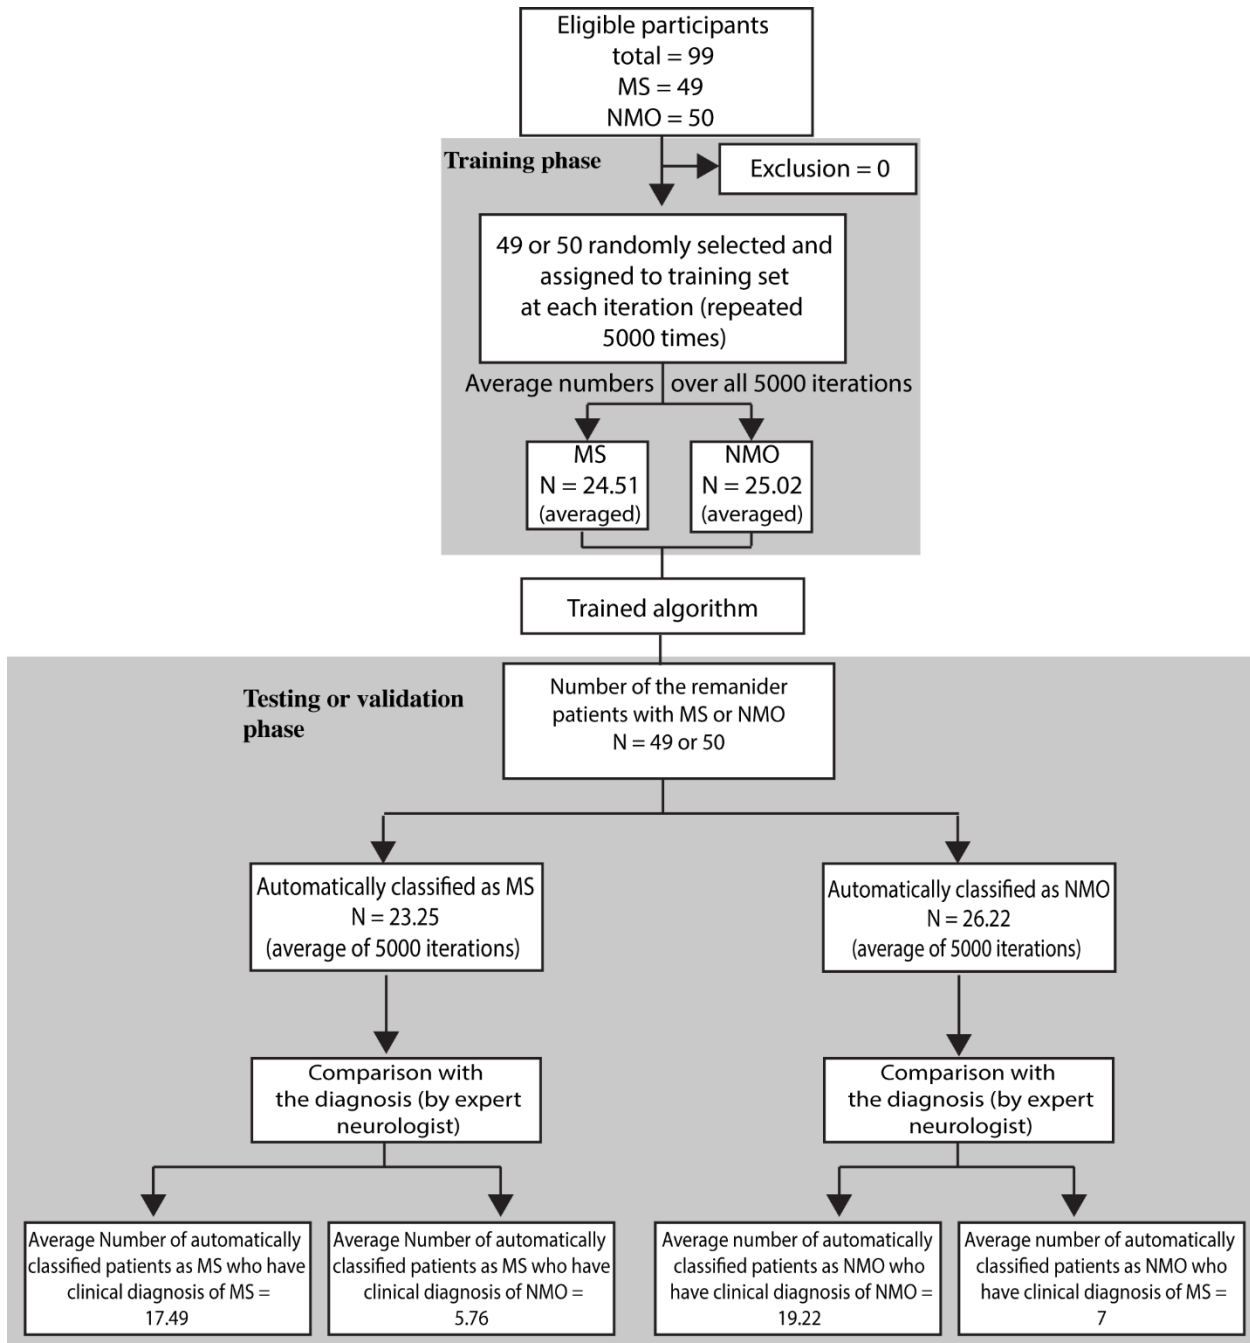 Eligible participants
total = 99
MS = 49
NMO = 50
Training phase
Exclusion = 0
49 or 50 randomly selected and
assigned to training set
at each iteration (repeated
5000 times)
Average numbers over all 5000 iterations
MS
N = 24.51
(averaged)
NMO
N = 25.02
(averaged)
Trained algorithm
Testing or validation
phase
Number of the remanider
patients with MS or NMO
N = 49 or 50
Automatically classified as MS
N = 23.25
(average of 5000 iterations)
Automatically classified as NMO
N = 26.22
(average of 5000 iterations)
Comparison with
the diagnosis (by expert
neurologist)
Comparison with
the diagnosis (by expert
neurologist)
Average Number of automatically
classified patients as MS who have
clinical diagnosis of MS =
17.49
Average Number of automatically
classified patients as MS who have
clinical diagnosis of NMO =
5.76
Average number of automatically
classified patients as NMO who
have clinical diagnosis of NMO =
19.22
Average number of automatically
classified patients as NMO who
have clinical diagnosis of MS =
7